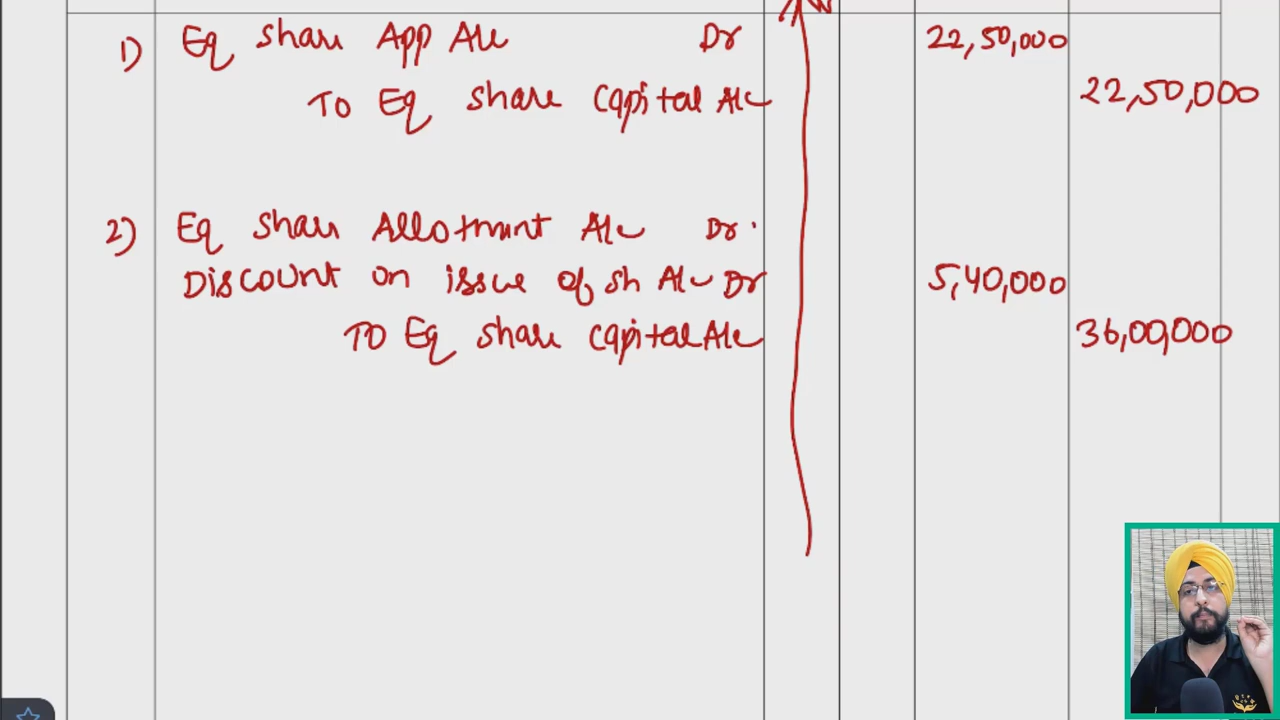 1) Eq share App A/c Dr 22,50,000
To Eq share Capital A/c 22,50,000
2) Eq share Allotment A/c Dr.
Discount on issue of sh A/c Dr 5,40,000
To Eq share Capital A/c 36,00,000